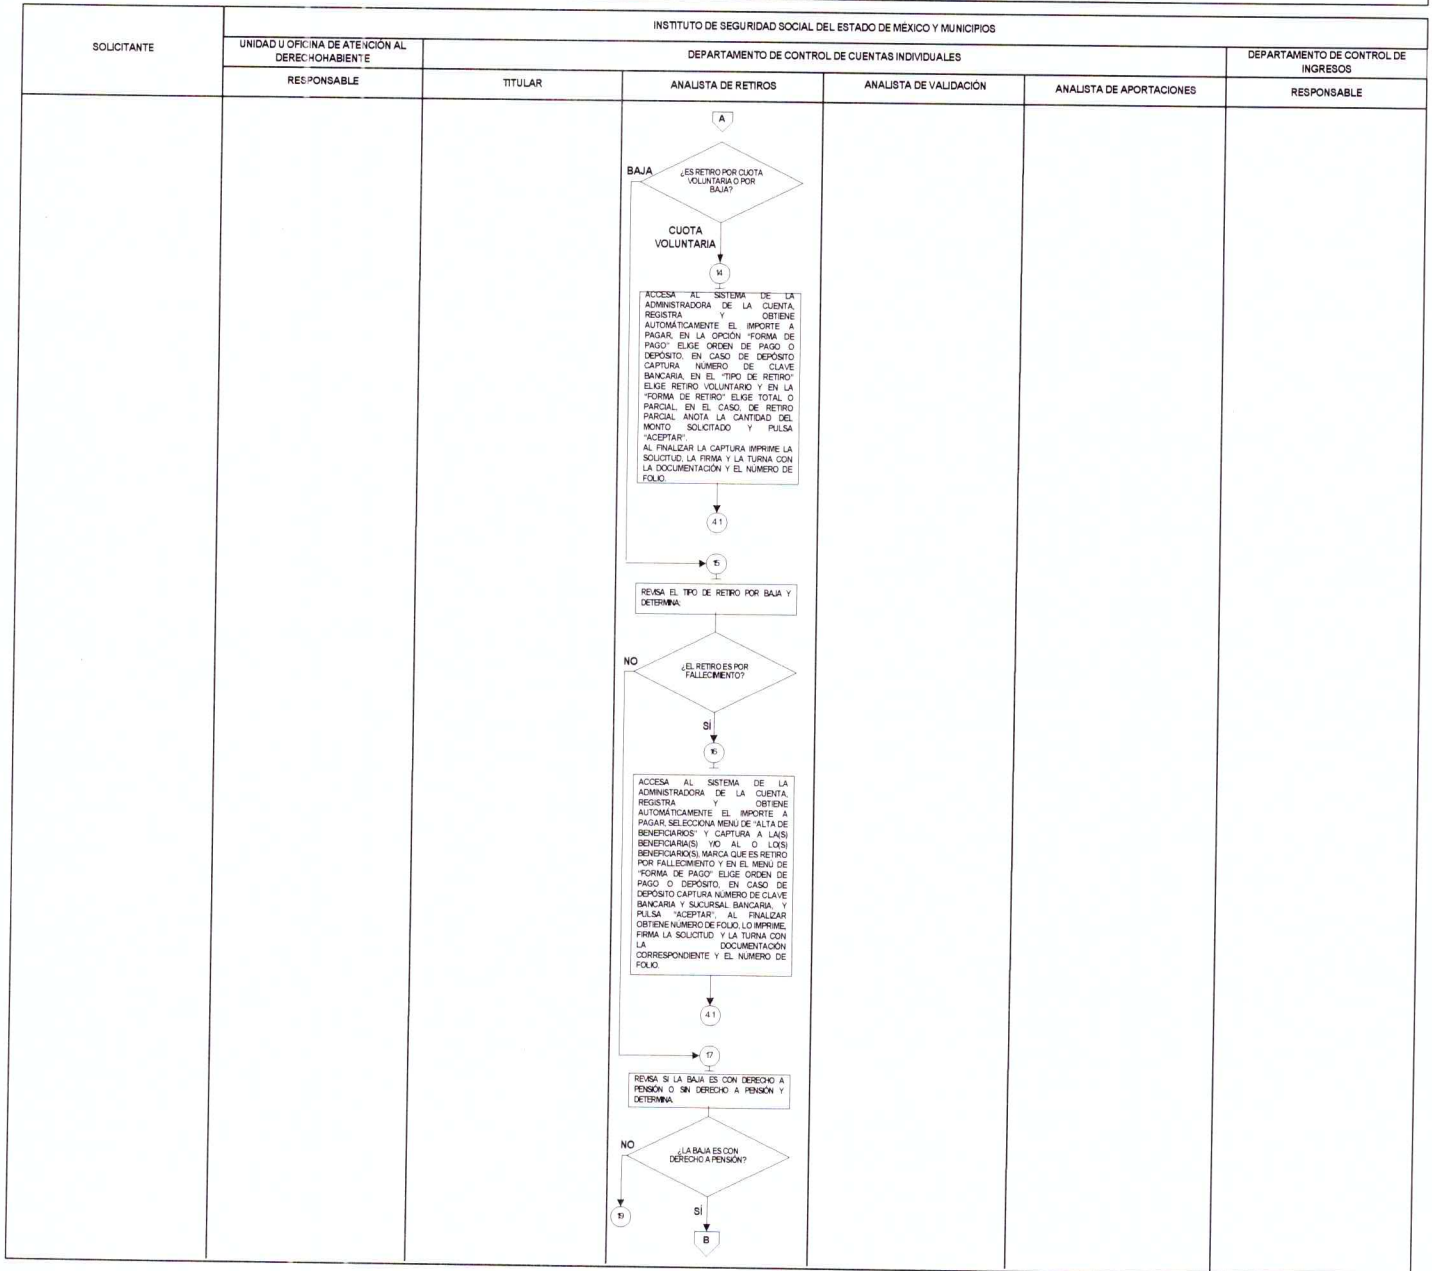 INSTITUTO DE SEGURIDAD SOCIAL DEL ESTADO DE MÉXICO Y MUNICIPIOS
SOLICITANTE
UNIDAD U OFICINA DE ATENCIÓN AL
DERECHOHABIENTE
DEPARTAMENTO DE CONTROL DE CUENTAS INDIVIDUALES
DEPARTAMENTO DE CONTROL DE
INGRESOS
RESPONSABLE
TITULAR
ANALISTA DE RETIROS
ANALISTA DE VALIDACIÓN
ANALISTA DE APORTACIONES
RESPONSABLE
A
BAJA
¿ES RETIRO POR CUOTA
VOLUNTARIA O POR
BAJA?
CUOTA
VOLUNTARIA
14
ACCESA AL SISTEMA DE LA
ADMINISTRADORA DE LA CUENTA,
REGISTRA Y OBTIENE
AUTOMÁTICAMENTE EL IMPORTE A
PAGAR, EN LA OPCIÓN "FORMA DE
PAGO" ELIGE ORDEN DE PAGO O
DEPÓSITO, EN CASO DE DEPÓSITO
CAPTURA NÚMERO DE CLAVE
BANCARIA, EN EL "TIPO DE RETIRO"
ELIGE RETIRO VOLUNTARIO Y EN LA
"FORMA DE RETIRO" ELIGE TOTAL O
PARCIAL, EN EL CASO, DE RETIRO
PARCIAL ANOTA LA CANTIDAD DEL
MONTO SOLICITADO Y PULSA
"ACEPTAR".
AL FINALIZAR LA CAPTURA IMPRIME LA
SOLICITUD, LA FIRMA Y LA TURNA CON
LA DOCUMENTACIÓN Y EL NÚMERO DE
FOLIO.
41
15
REVISA EL TIPO DE RETIRO POR BAJA Y
DETERMINA:
NO
¿EL RETIRO ES POR
FALLECIMIENTO?
SÍ
16
ACCESA AL SISTEMA DE LA
ADMINISTRADORA DE LA CUENTA,
REGISTRA Y OBTIENE
AUTOMÁTICAMENTE EL IMPORTE A
PAGAR, SELECCIONA MENÚ DE "ALTA DE
BENEFICIARIOS" Y CAPTURA A LA(S)
BENEFICIARIA(S) Y/O AL O LO(S)
BENEFICIARIO(S), MARCA QUE ES RETIRO
POR FALLECIMIENTO Y EN EL MENÚ DE
"FORMA DE PAGO" ELIGE ORDEN DE
PAGO O DEPÓSITO, EN CASO DE
DEPÓSITO CAPTURA NÚMERO DE CLAVE
BANCARIA Y SUCURSAL BANCARIA, Y
PULSA "ACEPTAR", AL FINALIZAR
OBTIENE NÚMERO DE FOLIO, LO IMPRIME,
FIRMA LA SOLICITUD Y LA TURNA CON
LA DOCUMENTACIÓN
CORRESPONDIENTE Y EL NÚMERO DE
FOLIO.
41
17
REVISA SI LA BAJA ES CON DERECHO A
PENSIÓN O SIN DERECHO A PENSIÓN Y
DETERMINA:
NO
¿LA BAJA ES CON
DERECHO A PENSIÓN?
19
SÍ
B